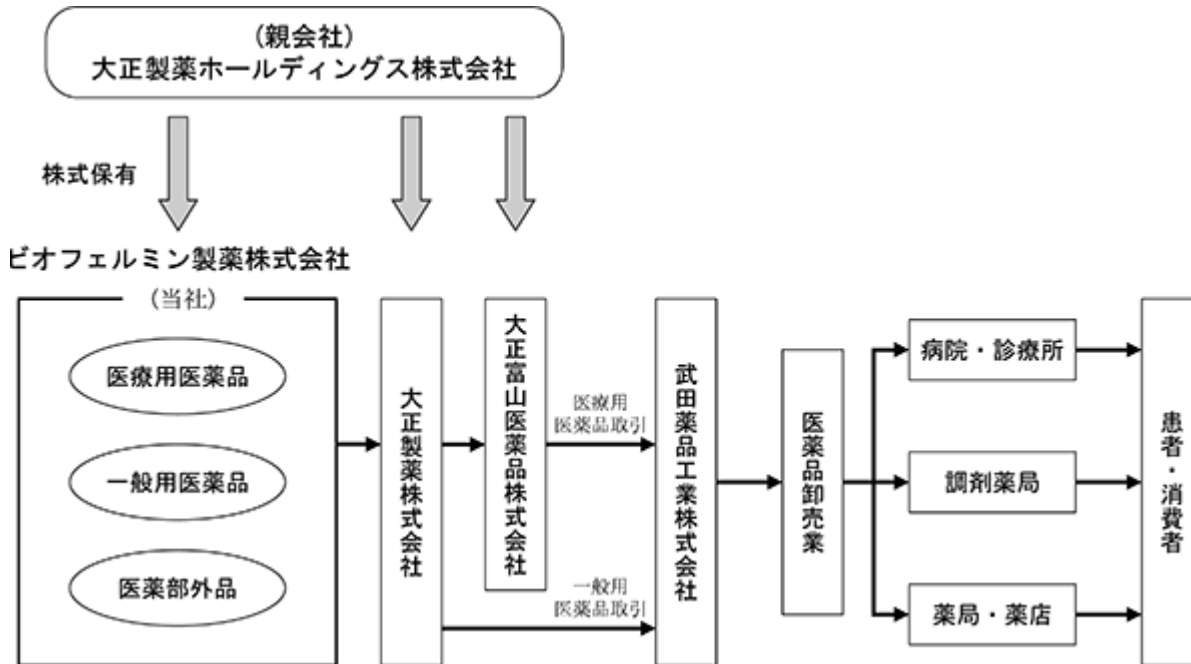 (親会社)
大正製薬ホールディングス株式会社
株式保有
ビオフェルミン製薬株式会社
(当社)
医療用医薬品
一般用医薬品
医薬部外品
大正製薬株式会社
大正富山医薬品株式会社
医療用
医薬品取引
一般用
医薬品取引
武田薬品工業株式会社
医薬品卸売業
病院・診療所
調剤薬局
薬局・薬店
患者・消費者